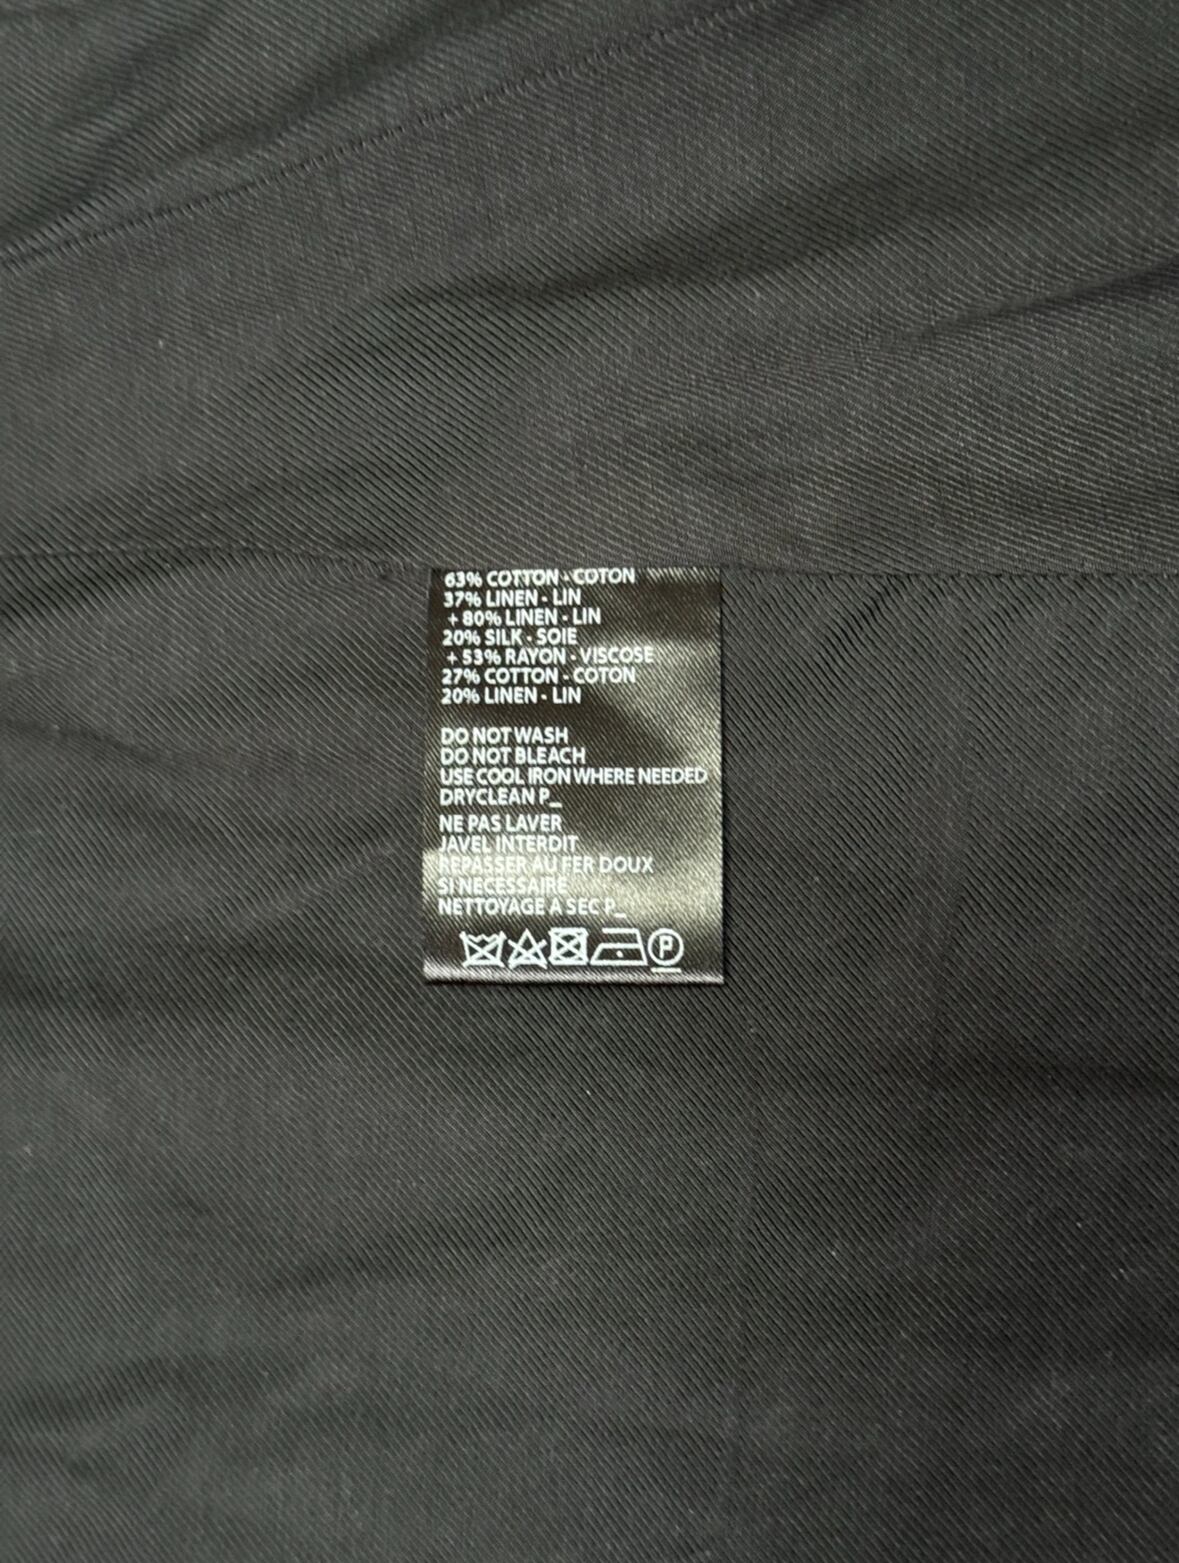 63% COTTON - COTON
37% LINEN - LIN
+ 80% LINEN - LIN
20% SILK - SOIE
+ 53% RAYON - VISCOSE
27% COTTON - COTON
20% LINEN - LIN
DO NOT WASH
DO NOT BLEACH
USE COOL IRON WHERE NEEDED
DRYCLEAN P_
NE PAS LAVER
JAVEL INTERDIT
REPASSER AU FER DOUX
SI NECESSAIRE
NETTOYAGE A SEC P_
P